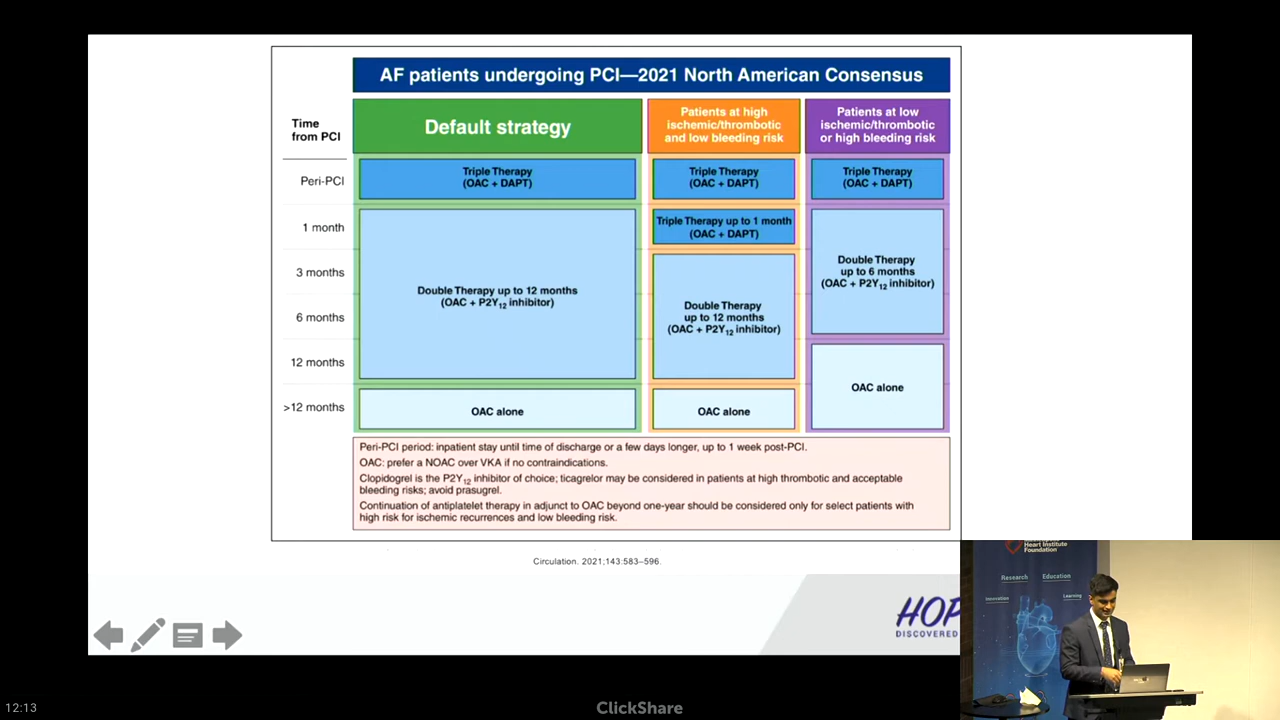 AF patients undergoing PCI—2021 North American Consensus
Time
from PCI
Default strategy
Patients at high
ischemic/thrombotic
and low bleeding risk
Patients at low
ischemic/thrombotic
or high bleeding risk
Peri-PCI
Triple Therapy
(OAC + DAPT)
Triple Therapy
(OAC + DAPT)
Triple Therapy
(OAC + DAPT)
1 month
3 months
6 months
12 months
>12 months
Double Therapy up to 12 months
(OAC + P2Y12 inhibitor)
OAC alone
Triple Therapy up to 1 month
(OAC + DAPT)
Double Therapy
up to 12 months
(OAC + P2Y12 inhibitor)
OAC alone
Double Therapy
up to 6 months
(OAC + P2Y12 inhibitor)
OAC alone
Peri-PCI period: inpatient stay until time of discharge or a few days longer, up to 1 week post-PCI.
OAC: prefer a NOAC over VKA if no contraindications.
Clopidogrel is the P2Y12 inhibitor of choice; ticagrelor may be considered in patients at high thrombotic and acceptable
bleeding risks; avoid prasugrel.
Continuation of antiplatelet therapy in adjunct to OAC beyond one-year should be considered only for select patients with
high risk for ischemic recurrences and low bleeding risk.
Circulation. 2021;143:583–596.
HOP
DISCOVERED
Heart Institute
Foundation
Research
Education
Innovation
Learning
12:13
ClickShare